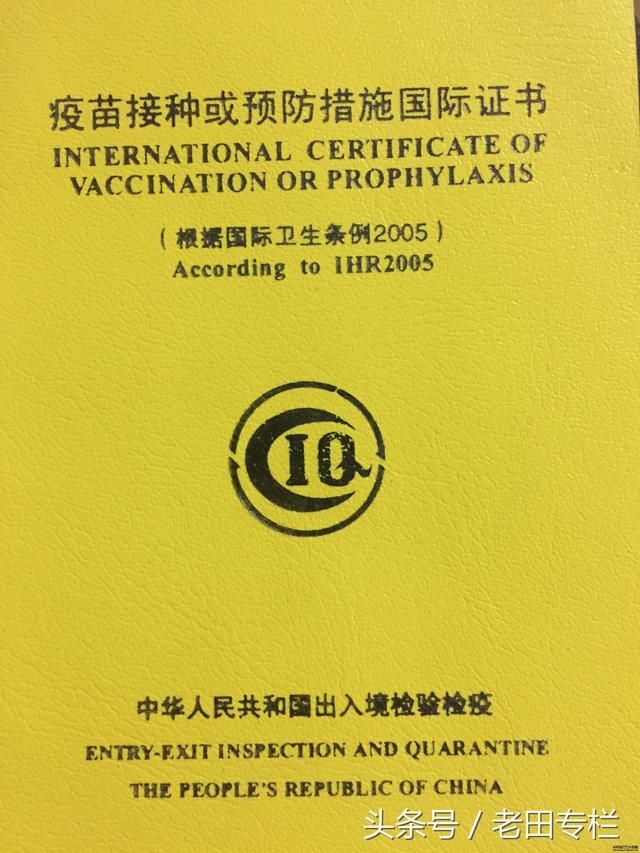 疫苗接种或预防措施国际证书
INTERNATIONAL CERTIFICATE OF
VACCINATION OR PROPHYLAXIS
(根据国际卫生条例2005)
According to IHR2005
CIQ
中华人民共和国出入境检验检疫
ENTRY-EXIT INSPECTION AND QUARANTINE
THE PEOPLE'S REPUBLIC OF CHINA
头条号 / 老田专栏